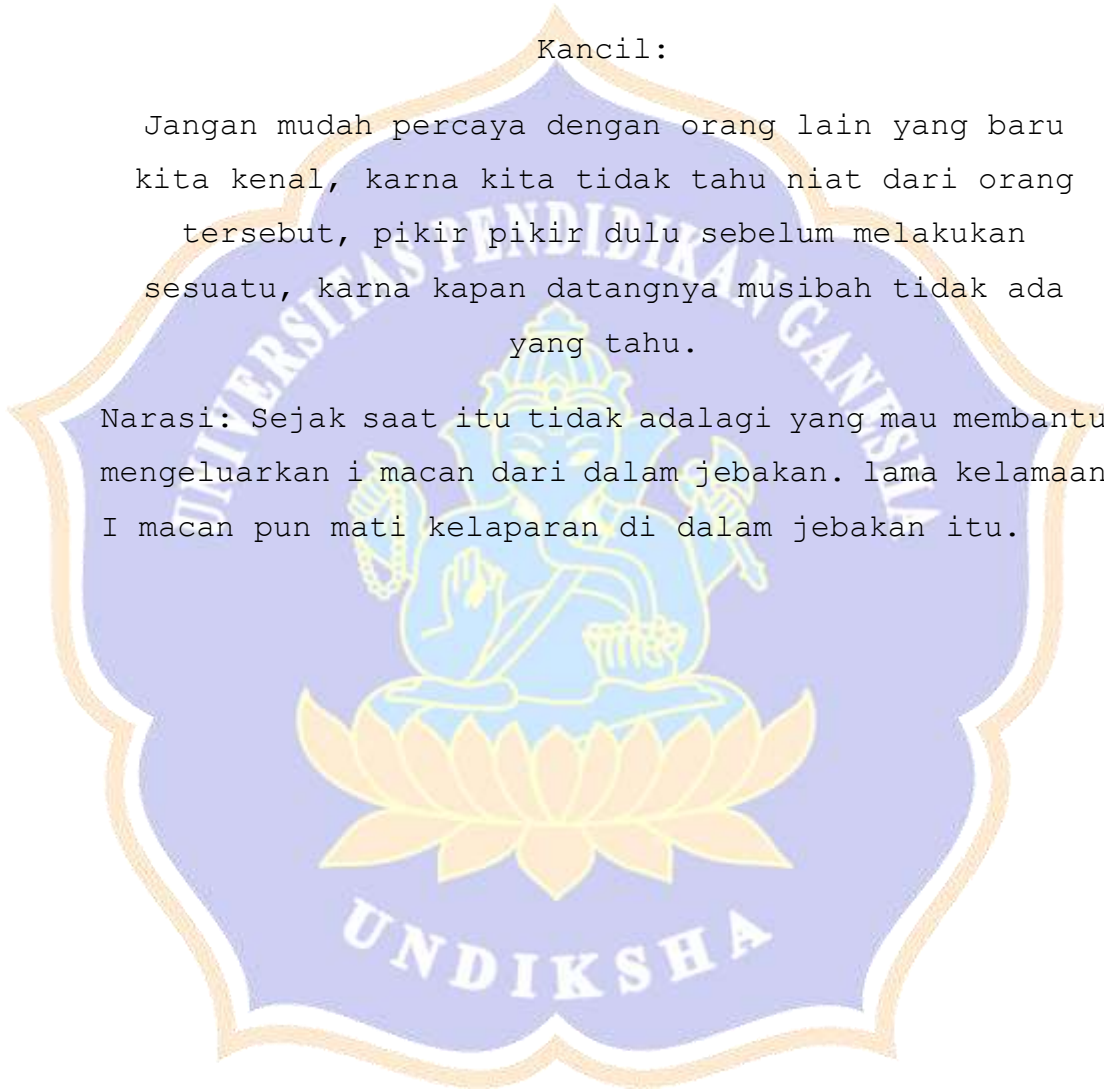 Kancil:
Jangan mudah percaya dengan orang lain yang baru
kita kenal, karna kita tidak tahu niat dari orang
tersebut, pikir pikir dulu sebelum melakukan
sesuatu, karna kapan datangnya musibah tidak ada
yang tahu.
Narasi: Sejak saat itu tidak adalagi yang mau membantu
mengeluarkan i macan dari dalam jebakan. lama kelamaan
I macan pun mati kelaparan di dalam jebakan itu.
UNIVERSITAS PENDIDIKAN GANESHA
UNDIKSHA